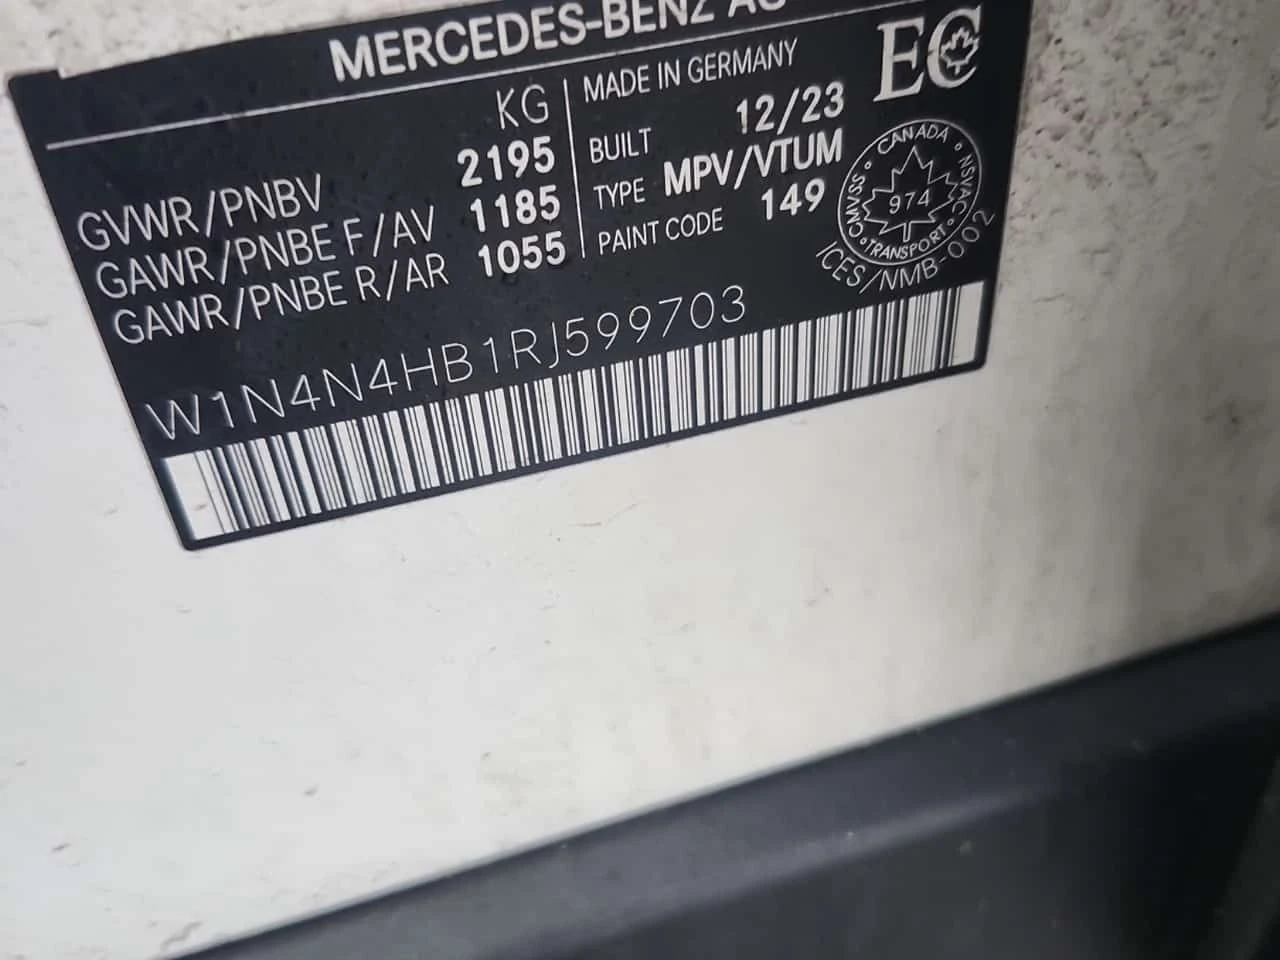 MERCEDES-BENZ AG
KG
GVWR/PNBV 2195
GAWR/PNBE F/AV 1185
GAWR/PNBE R/AR 1055
MADE IN GERMANY
BUILT 12/23
TYPE MPV/VTUM
PAINT CODE 149
EC
CANADA
CMVSS NSVAC
974
TRANSPORT
ICES/NMB-002
W1N4N4HB1RJ599703